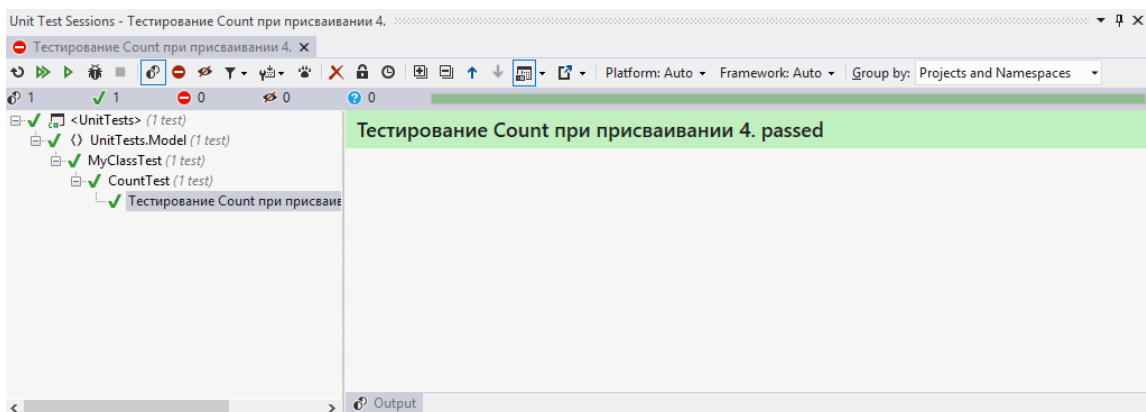 Unit Test Sessions - Тестирование Count при присваивании 4.
Тестирование Count при присваивании 4.
Platform: Auto Framework: Auto Group by: Projects and Namespaces
1 1 0 0 0
<UnitTests> (1 test)
UnitTests.Model (1 test)
MyClassTest (1 test)
CountTest (1 test)
Тестирование Count при присваив
Тестирование Count при присваивании 4. passed
Output